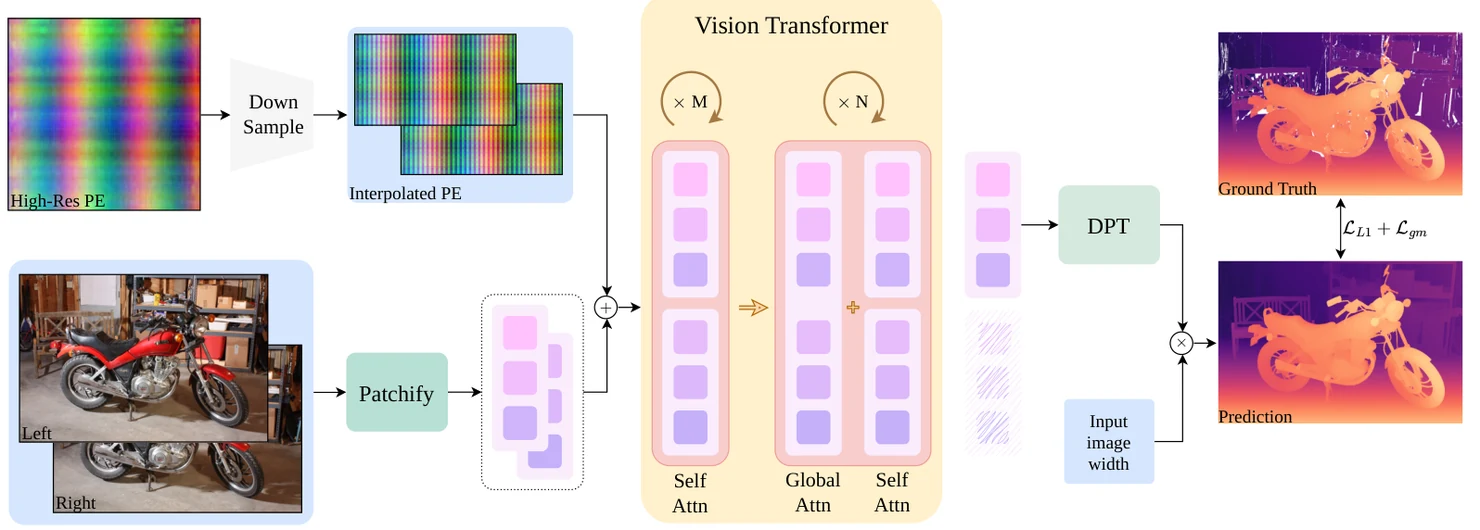 High-Res PE
Down
Sample
Interpolated PE
Left
Right
Patchify
+
Vision Transformer
× M
× N
Self
Attn
Global
Attn
Self
Attn
DPT
Input
image
width
×
Ground Truth
ℒ_{L1} + ℒ_{gm}
Prediction